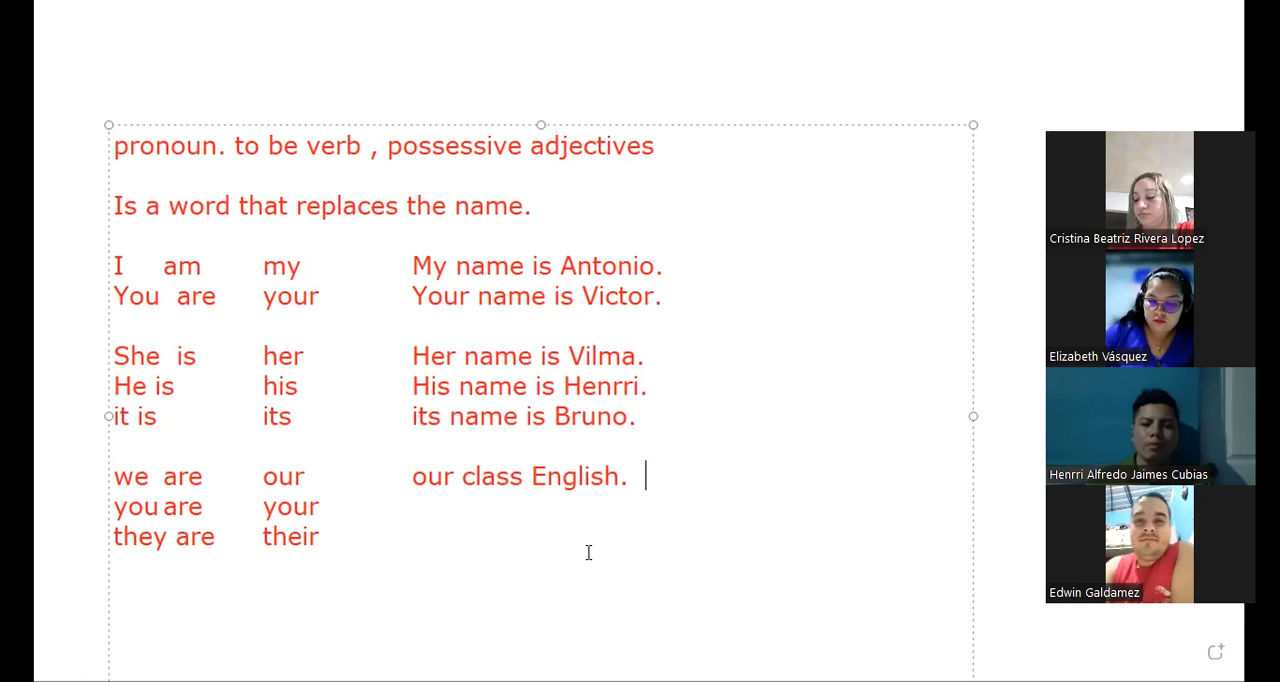 pronoun. to be verb , possessive adjectives
Is a word that replaces the name.
I am my My name is Antonio.
You are your Your name is Victor.
She is her Her name is Vilma.
He is his His name is Henrri.
it is its its name is Bruno.
we are our our class English.
you are your
they are their
Cristina Beatriz Rivera Lopez
Elizabeth Vásquez
Henrri Alfredo Jaimes Cubias
Edwin Galdamez